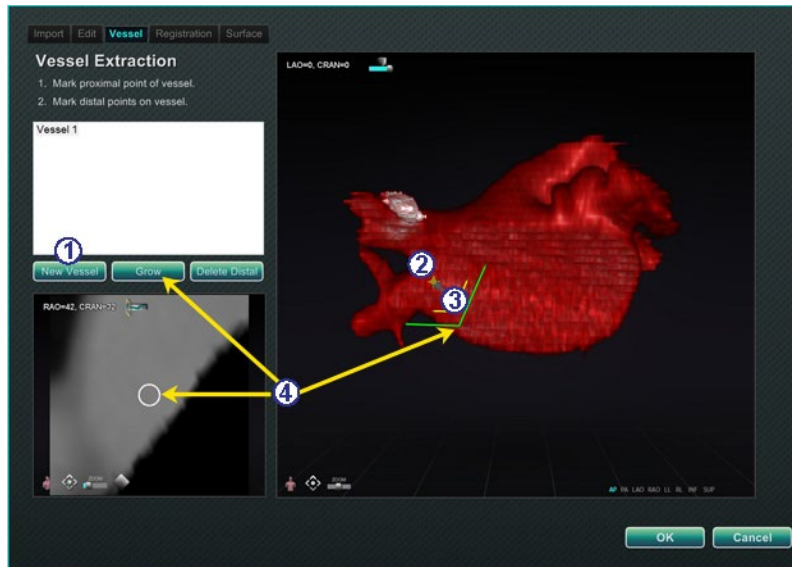 Import Edit Vessel Registration Surface
Vessel Extraction
1. Mark proximal point of vessel.
2. Mark distal points on vessel.
Vessel 1
1
New Vessel Grow Delete Distal
RAO=42, CRAN=32
ZOOM
LAO=0, CRAN=0
2
3
4
ZOOM
AP PA LAO RAO LL RL INF SUP
OK Cancel